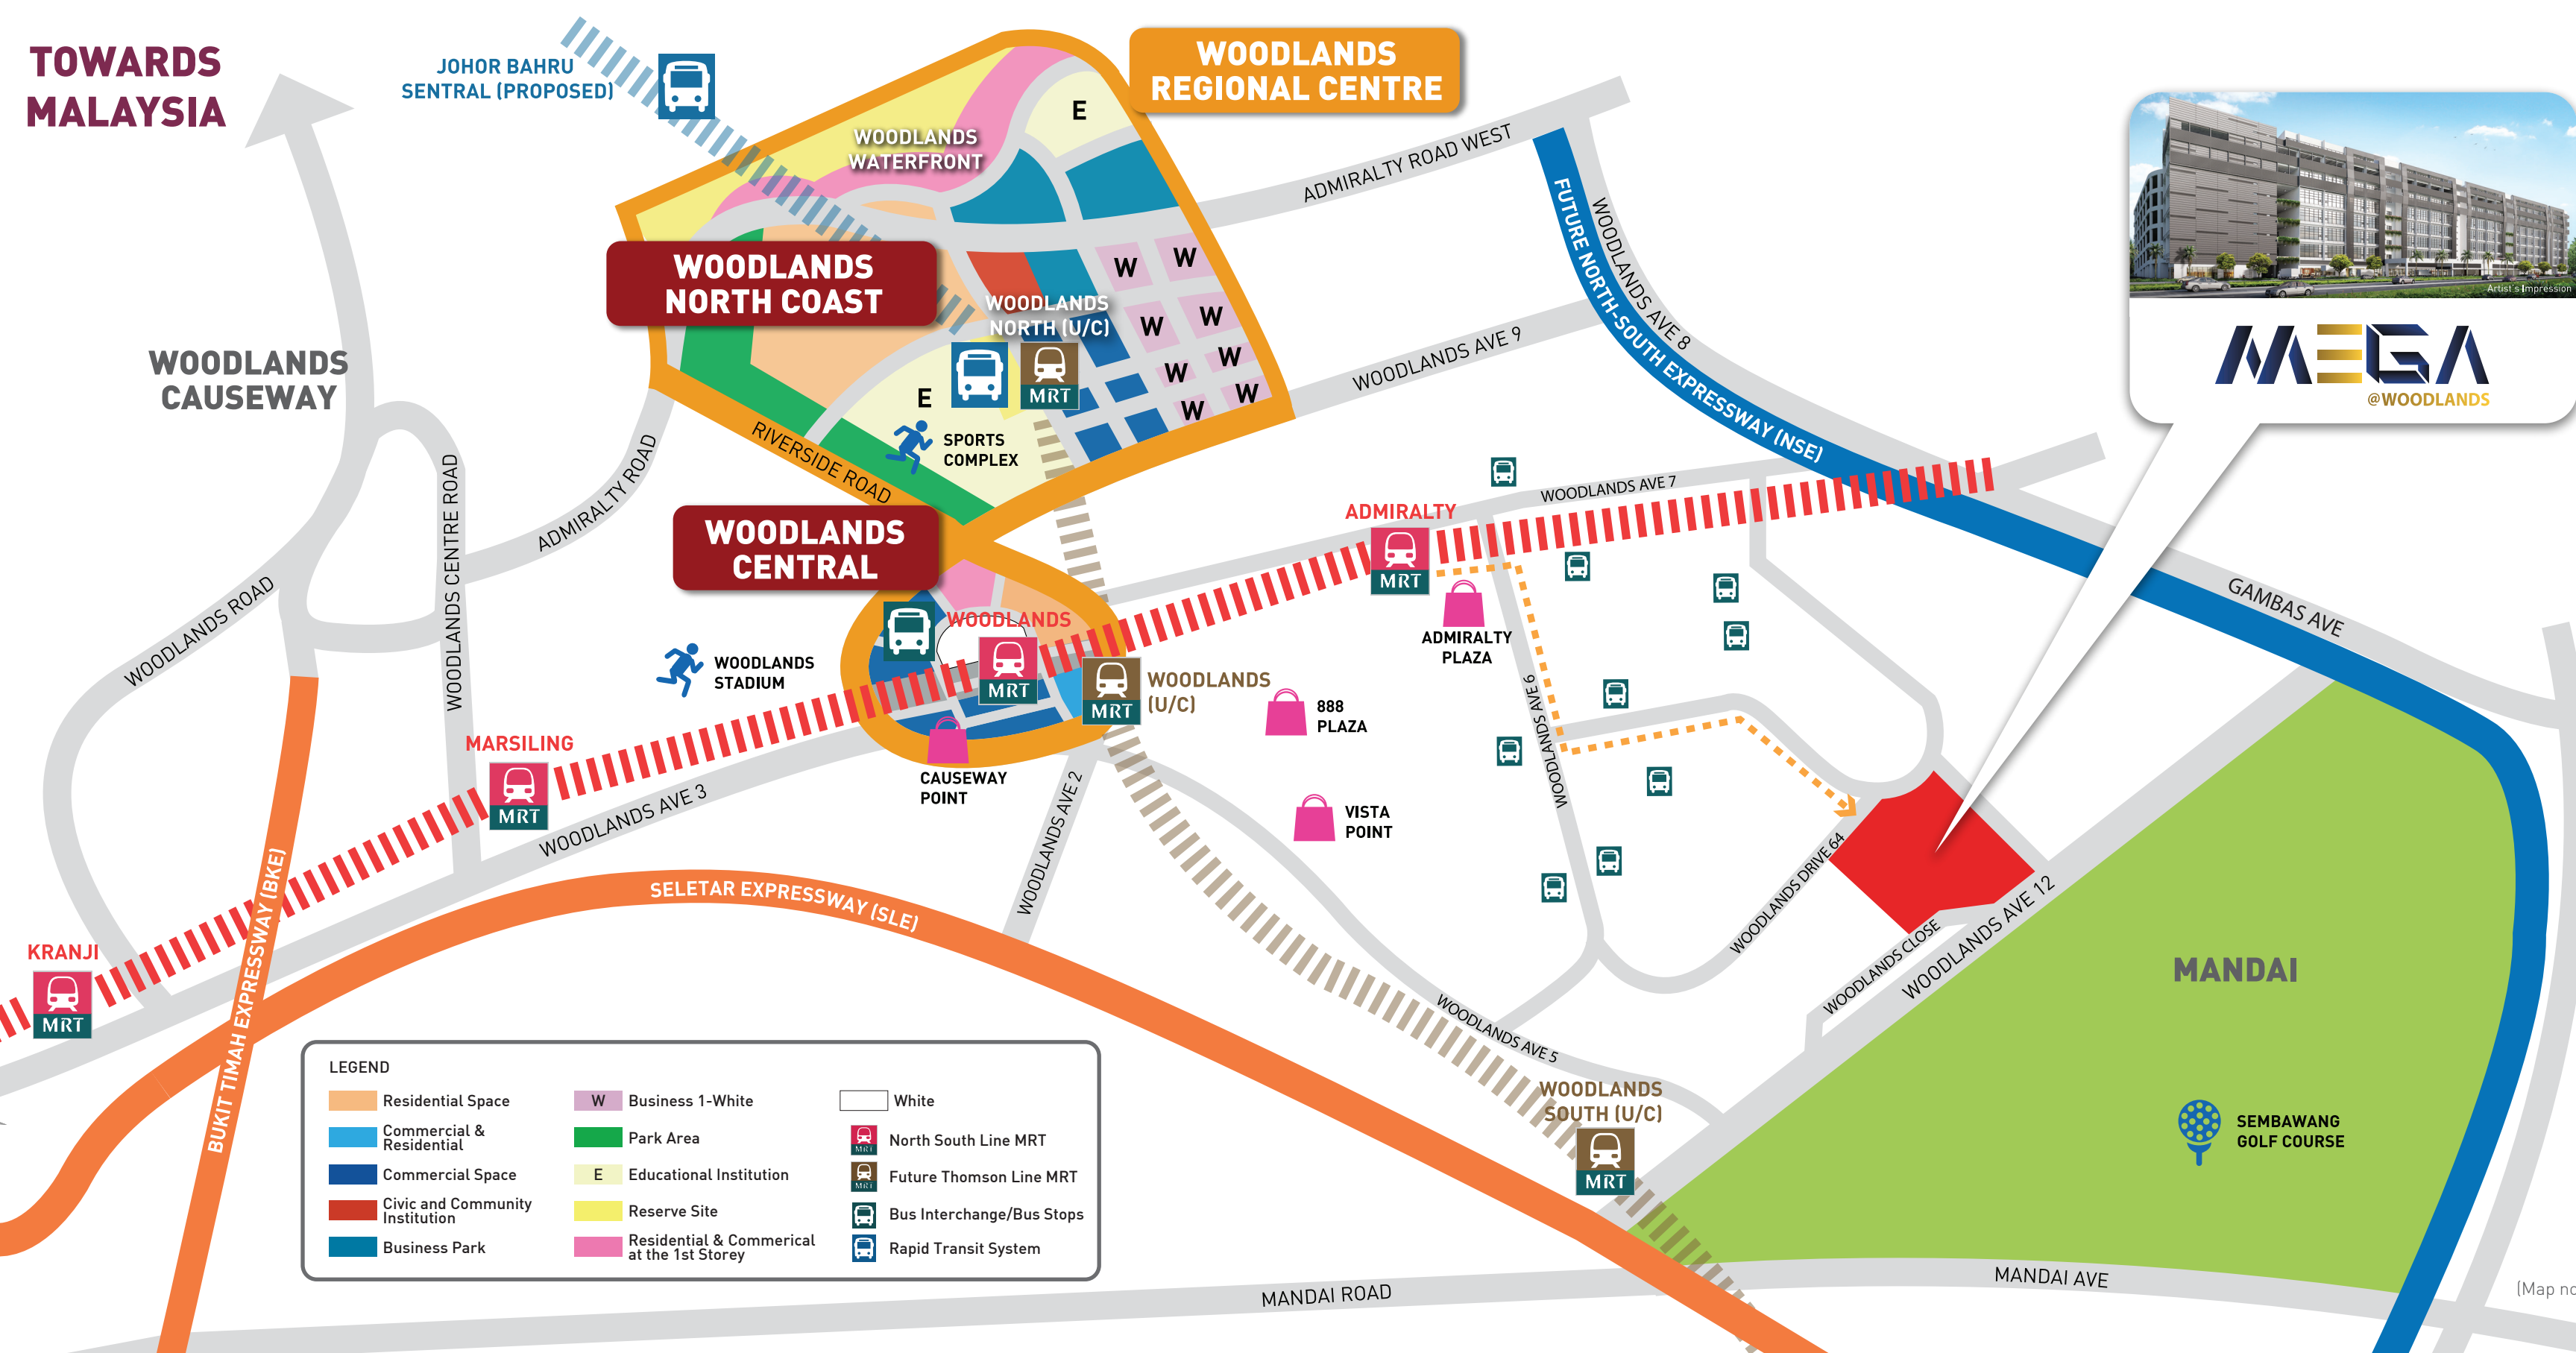 TOWARDS
MALAYSIA
JOHOR BAHRU
SENTRAL (PROPOSED)
WOODLANDS
REGIONAL CENTRE
E
WOODLANDS
WATERFRONT
ADMIRALTY ROAD WEST
FUTURE NORTH-SOUTH EXPRESSWAY (NSE)
WOODLANDS AVE 8
Artist's Impression
MEGA
@WOODLANDS
WOODLANDS
NORTH COAST
WOODLANDS
NORTH (U/C)
W
W
W
W
W
W
W
W
MRT
E
SPORTS
COMPLEX
RIVERSIDE ROAD
WOODLANDS AVE 9
WOODLANDS
CAUSEWAY
ADMIRALTY ROAD
WOODLANDS CENTRE ROAD
WOODLANDS ROAD
WOODLANDS
CENTRAL
WOODLANDS AVE 7
ADMIRALTY
MRT
ADMIRALTY
PLAZA
GAMBAS AVE
WOODLANDS
MRT
WOODLANDS
STADIUM
MRT
WOODLANDS
(U/C)
888
PLAZA
WOODLANDS AVE 6
MARSILING
MRT
CAUSEWAY
POINT
WOODLANDS AVE 3
WOODLANDS AVE 2
VISTA
POINT
WOODLANDS DRIVE 64
WOODLANDS CLOSE
WOODLANDS AVE 12
SELETAR EXPRESSWAY (SLE)
BUKIT TIMAH EXPRESSWAY (BKE)
KRANJI
MRT
MANDAI
WOODLANDS AVE 5
WOODLANDS
SOUTH (U/C)
MRT
SEMBAWANG
GOLF COURSE
MANDAI ROAD
MANDAI AVE
(Map no
LEGEND
Residential Space
Commercial &
Residential
Commercial Space
Civic and Community
Institution
Business Park
W
Business 1-White
Park Area
E
Educational Institution
Reserve Site
Residential & Commerical
at the 1st Storey
White
MRT
North South Line MRT
MRT
Future Thomson Line MRT
Bus Interchange/Bus Stops
Rapid Transit System